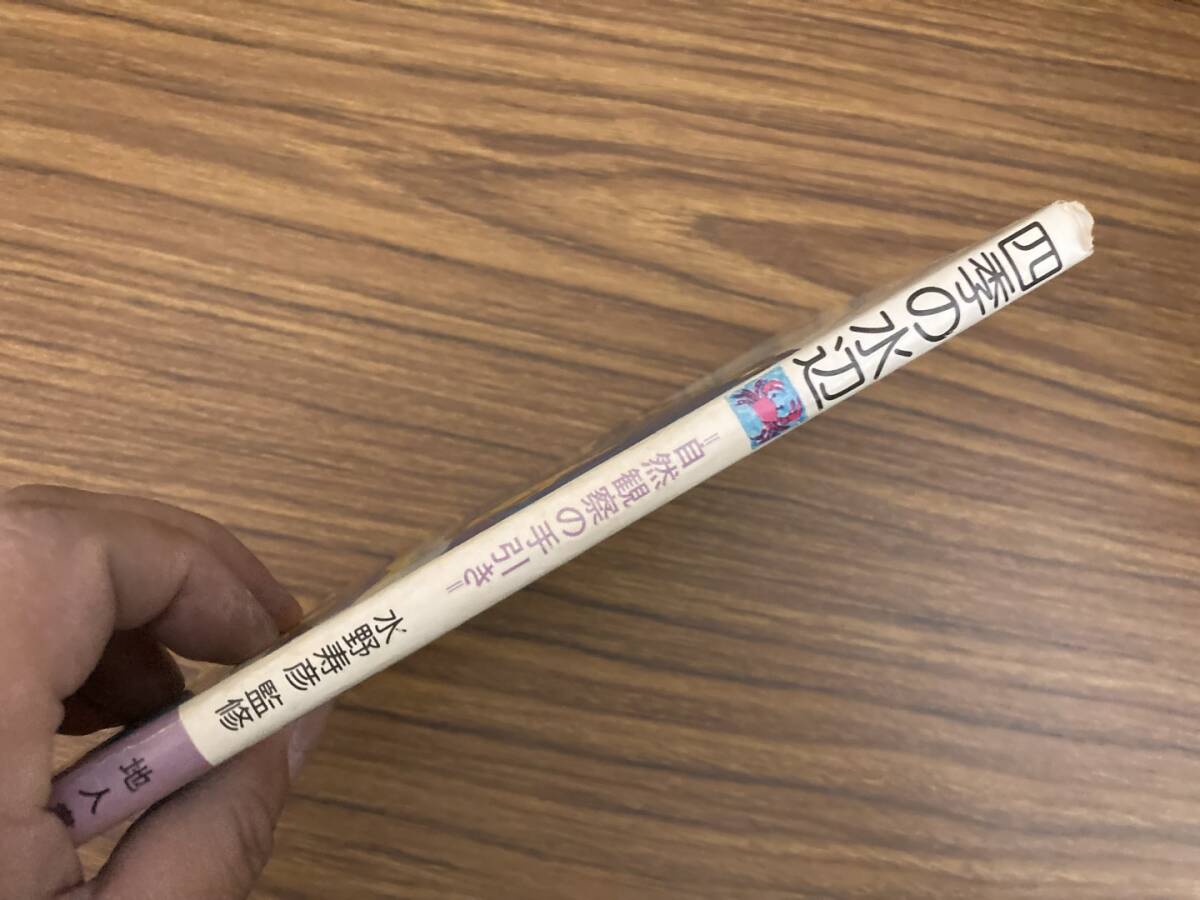 四季の水辺
=自然観察の手引き=
水野寿彦 監修
地人